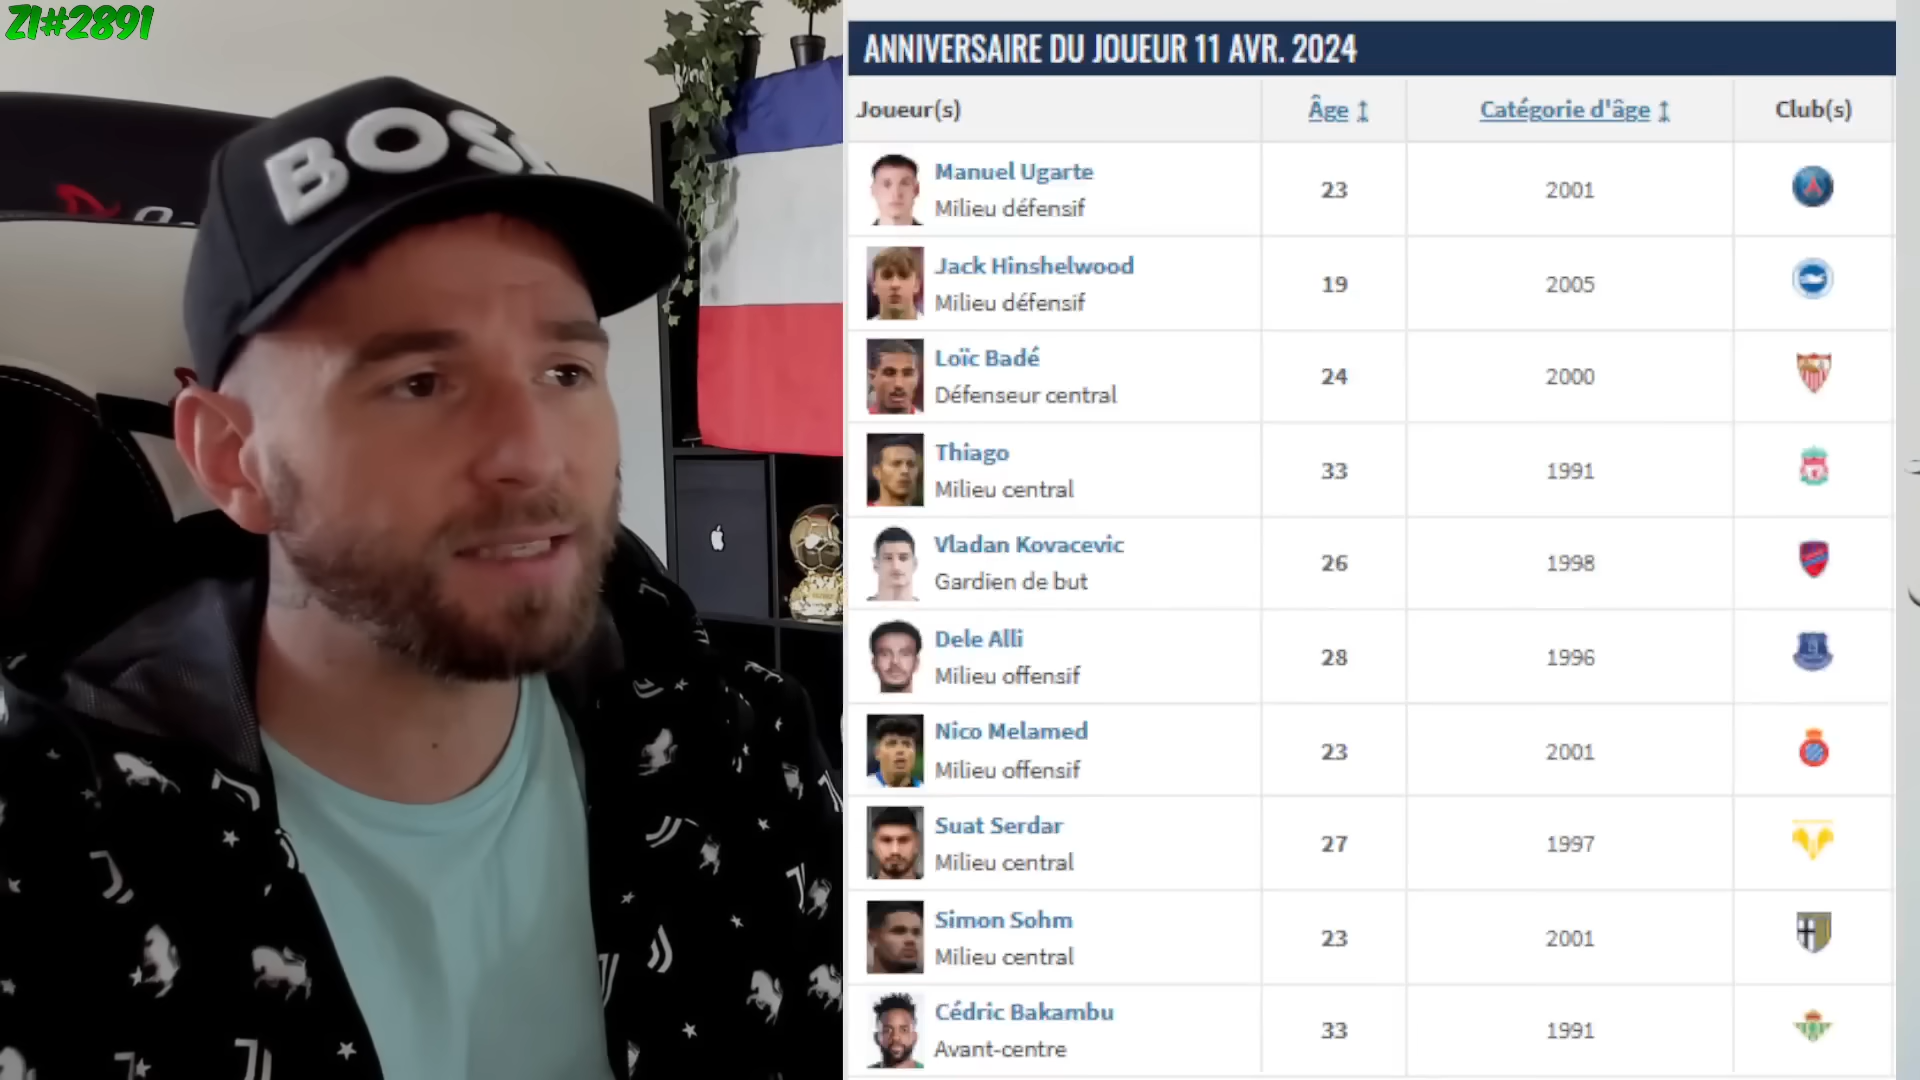 Z1#2891
BOSS
ANNIVERSAIRE DU JOUEUR 11 AVR. 2024
Joueur(s) Âge Catégorie d'âge Club(s)
Manuel Ugarte
Milieu défensif
23 2001
Jack Hinshelwood
Milieu défensif
19 2005
Loïc Badé
Défenseur central
24 2000
Thiago
Milieu central
33 1991
Vladan Kovacevic
Gardien de but
26 1998
Dele Alli
Milieu offensif
28 1996
Nico Melamed
Milieu offensif
23 2001
Suat Serdar
Milieu central
27 1997
Simon Sohm
Milieu central
23 2001
Cédric Bakambu
Avant-centre
33 1991